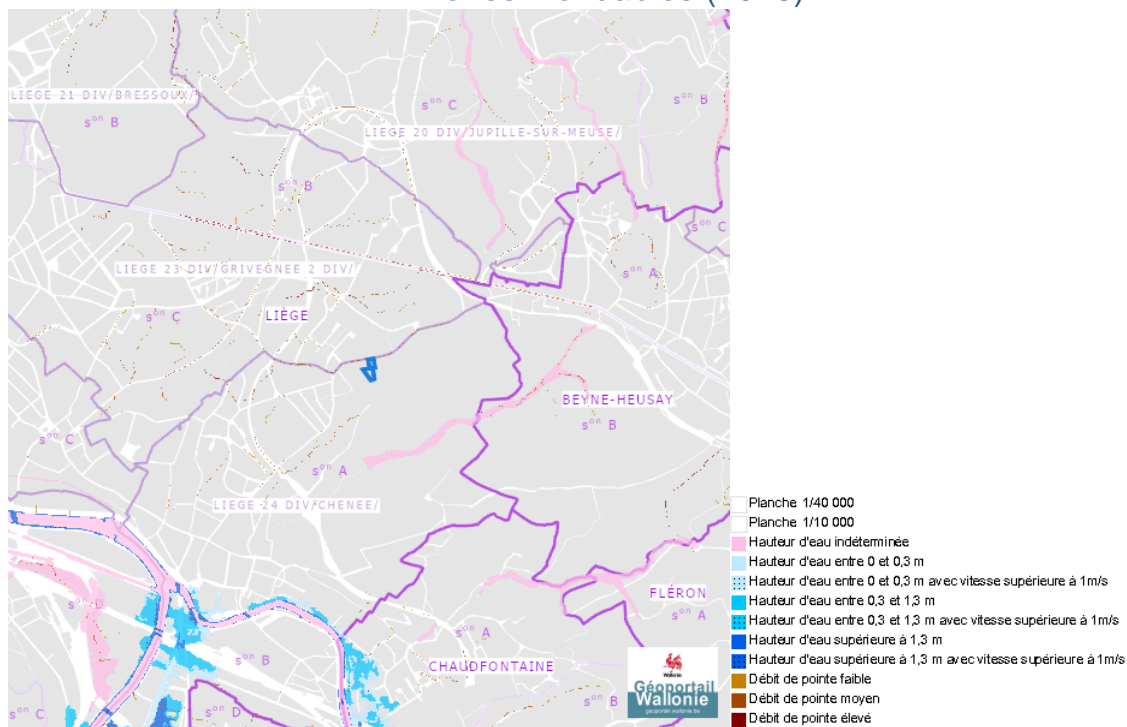 LIEGE 21 DIV/BRESSOUX/
sᵒⁿ C
sᵒⁿ B
sᵒⁿ B
LIEGE 20 DIV/JUPILLE-SUR-MEUSE/
sᵒⁿ B
sᵒⁿ C
LIEGE 23 DIV/GRIVEGNEE 2 DIV/
sᵒⁿ A
sᵒⁿ C
LIÈGE
BEYNE-HEUSAY
sᵒⁿ B
sᵒⁿ C
sᵒⁿ A
LIEGE 24 DIV/CHENEE/
Planche 1/40 000
Planche 1/10 000
Hauteur d'eau indéterminée
Hauteur d'eau entre 0 et 0,3 m
Hauteur d'eau entre 0 et 0,3 m avec vitesse supérieure à 1m/s
Hauteur d'eau entre 0,3 et 1,3 m
Hauteur d'eau entre 0,3 et 1,3 m avec vitesse supérieure à 1m/s
Hauteur d'eau supérieure à 1,3 m
Hauteur d'eau supérieure à 1,3 m avec vitesse supérieure à 1m/s
Débit de pointe faible
Débit de pointe moyen
Débit de pointe élevé
FLÉRON
sᵒⁿ A
sᵒⁿ D
sᵒⁿ A
sᵒⁿ B
CHAUDFONTAINE
sᵒⁿ B
sᵒⁿ C
sᵒⁿ D
Wallonie
Géoportail
Wallonie
geoportail.wallonie.be